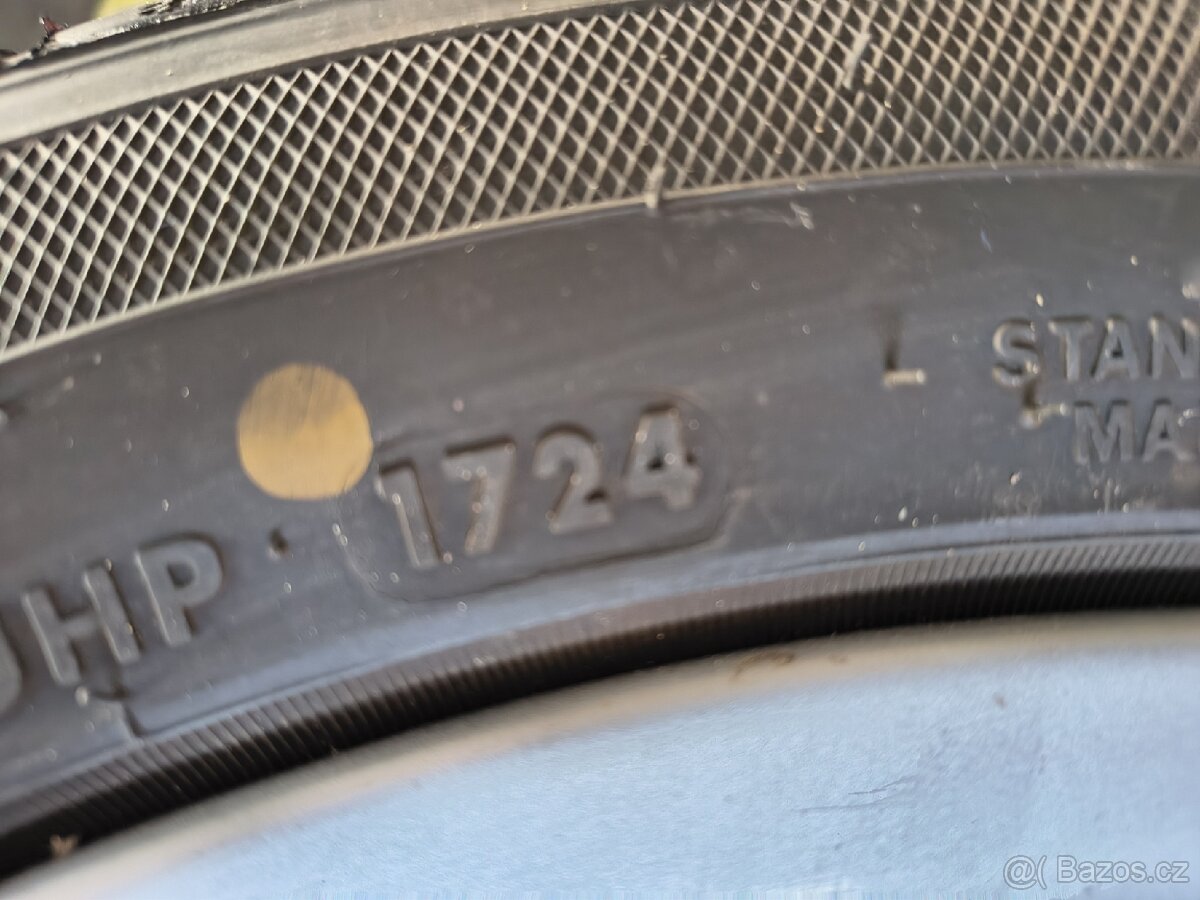 L STAN
MA
1724
HP
@( Bazos.cz